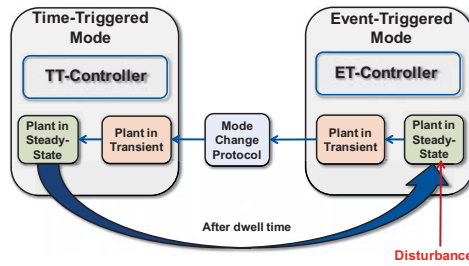 Time-Triggered
Mode
TT-Controller
Plant in
Steady-
State
Plant in
Transient
Mode
Change
Protocol
Event-Triggered
Mode
ET-Controller
Plant in
Transient
Plant in
Steady-
State
After dwell time
Disturbance